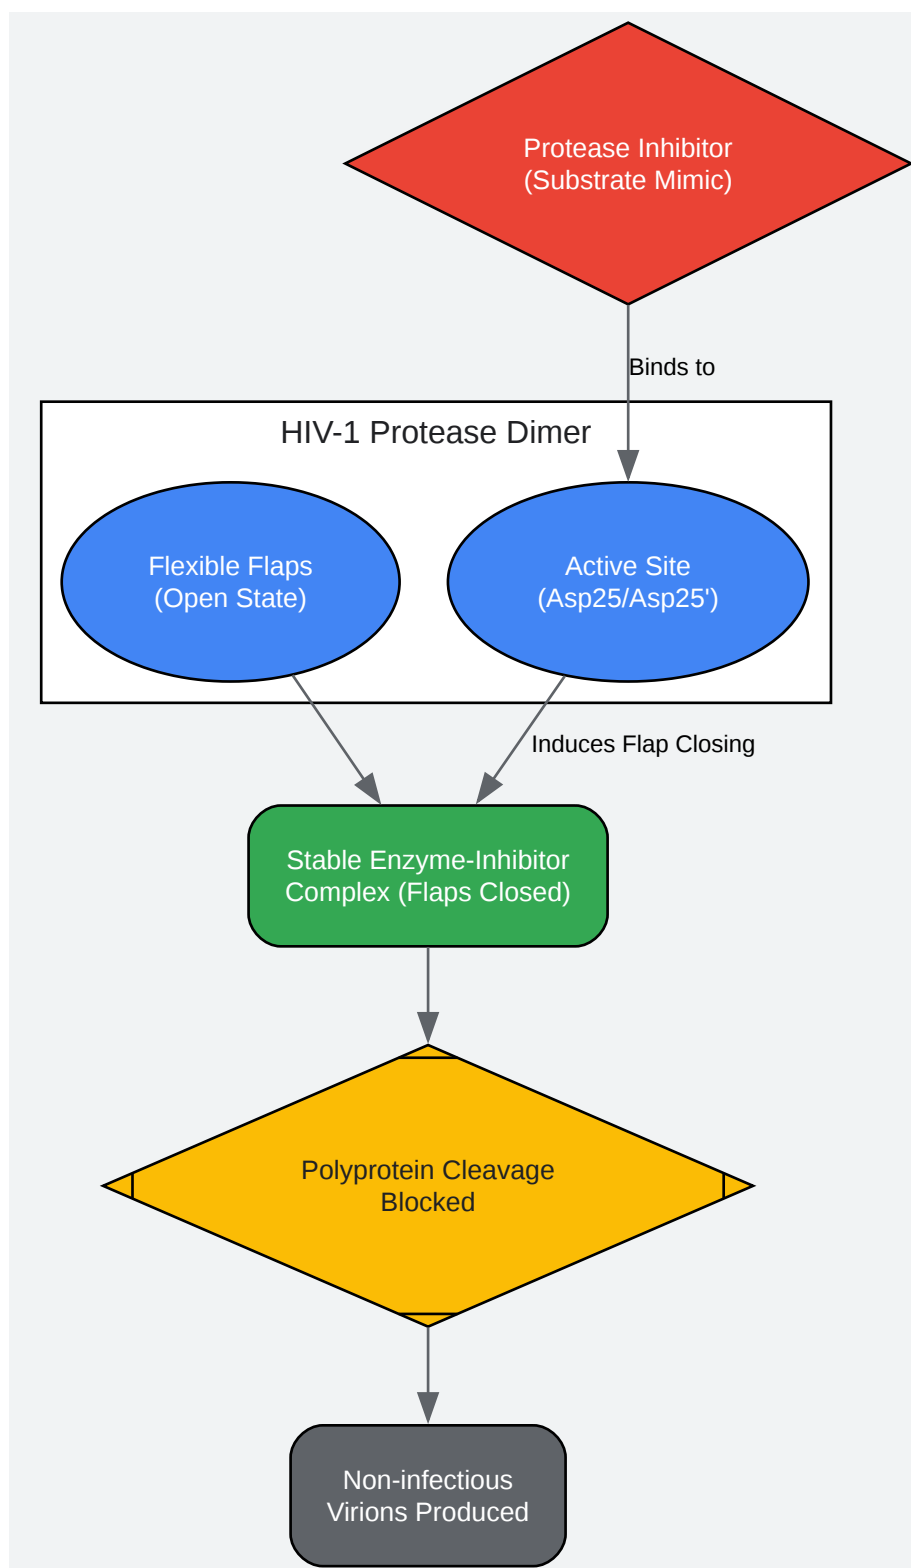 Protease Inhibitor
(Substrate Mimic)
Binds to
HIV-1 Protease Dimer
Flexible Flaps
(Open State)
Active Site
(Asp25/Asp25')
Induces Flap Closing
Stable Enzyme-Inhibitor
Complex (Flaps Closed)
Polyprotein Cleavage
Blocked
Non-infectious
Virions Produced